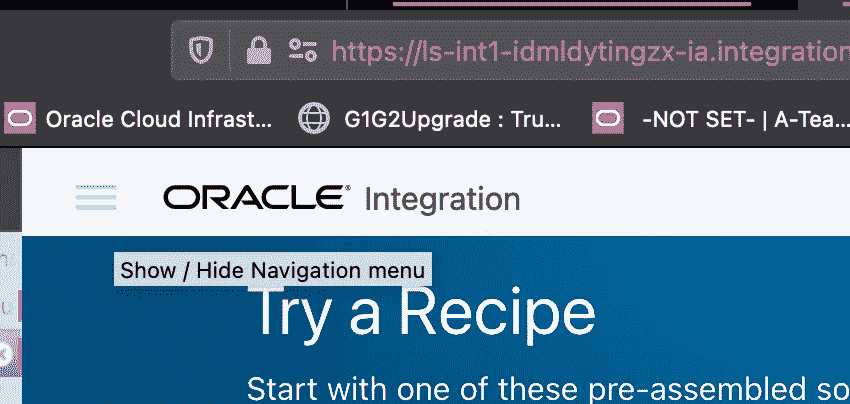 https://ls-int1-idmldytingzx-ia.integration
Oracle Cloud Infrast... G1G2Upgrade : Tru... -NOT SET- | A-Tea...
ORACLE® Integration
Show / Hide Navigation menu
Try a Recipe
Start with one of these pre-assembled so